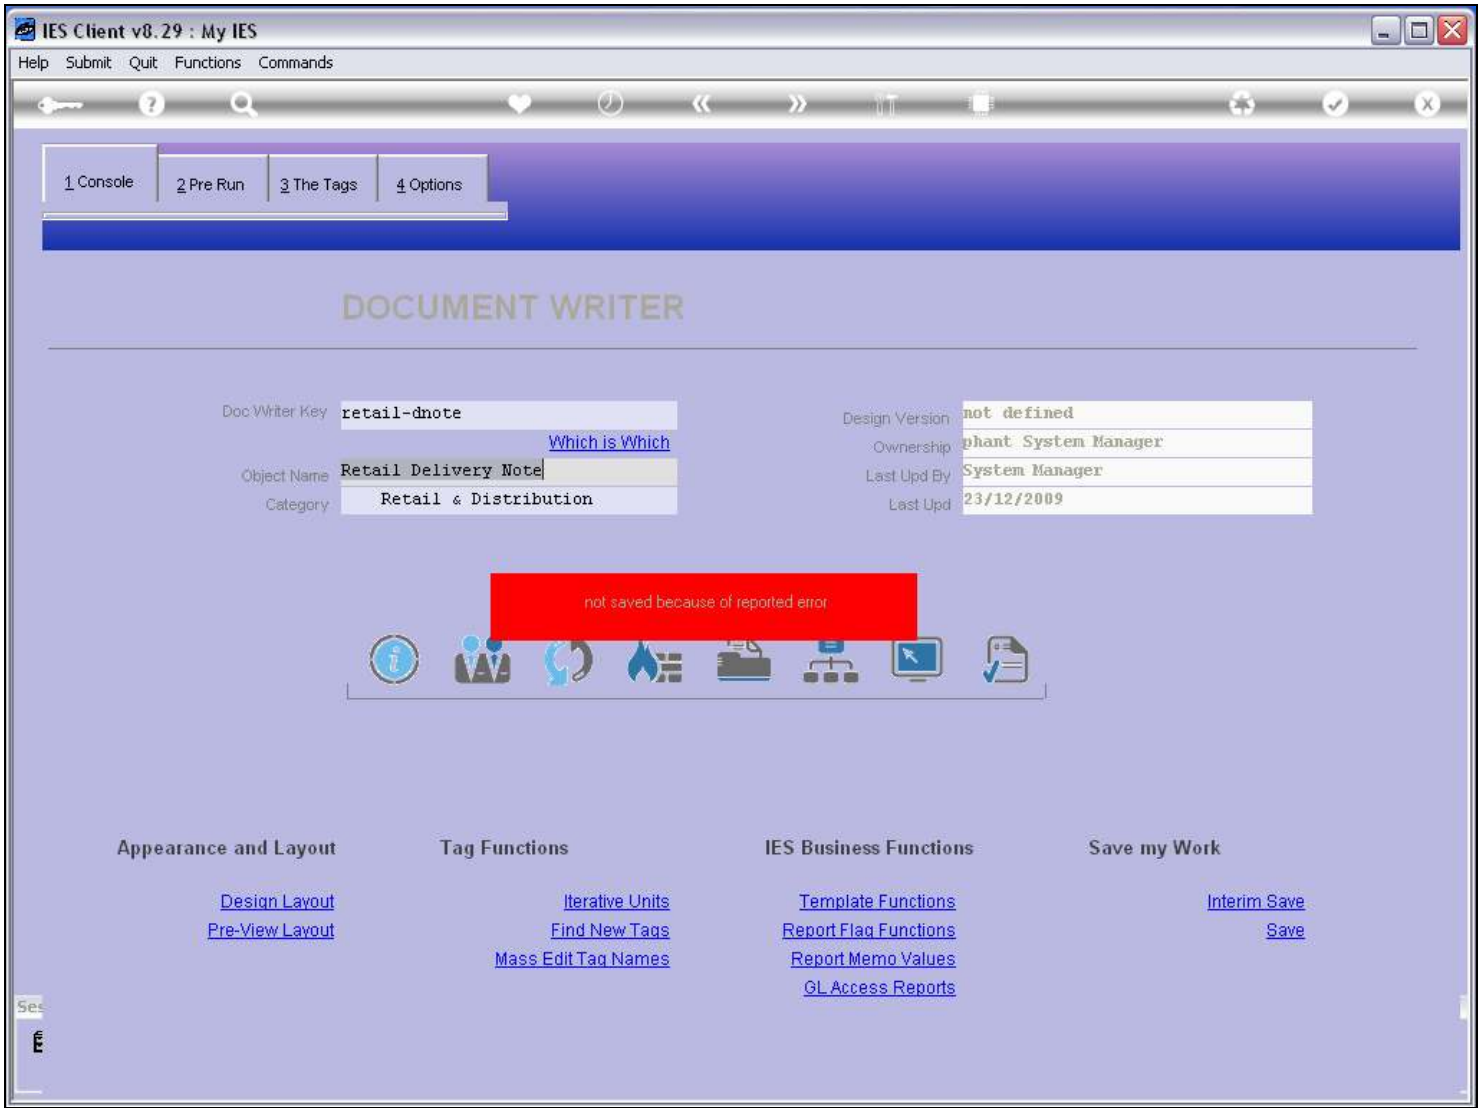 IES Client v8.29 : My IES
Help Submit Quit Functions Commands
1 Console
2 Pre Run
3 The Tags
4 Options
DOCUMENT WRITER
Doc Writer Key retail-dnote
Which is Which
Object Name Retail Delivery Note
Category Retail & Distribution
Design Version not defined
Ownership phant System Manager
Last Upd By System Manager
Last Upd 23/12/2009
not saved because of reported error
Appearance and Layout
Design Layout
Pre-View Layout
Tag Functions
Iterative Units
Find New Tags
Mass Edit Tag Names
IES Business Functions
Template Functions
Report Flag Functions
Report Memo Values
GL Access Reports
Save my Work
Interim Save
Save